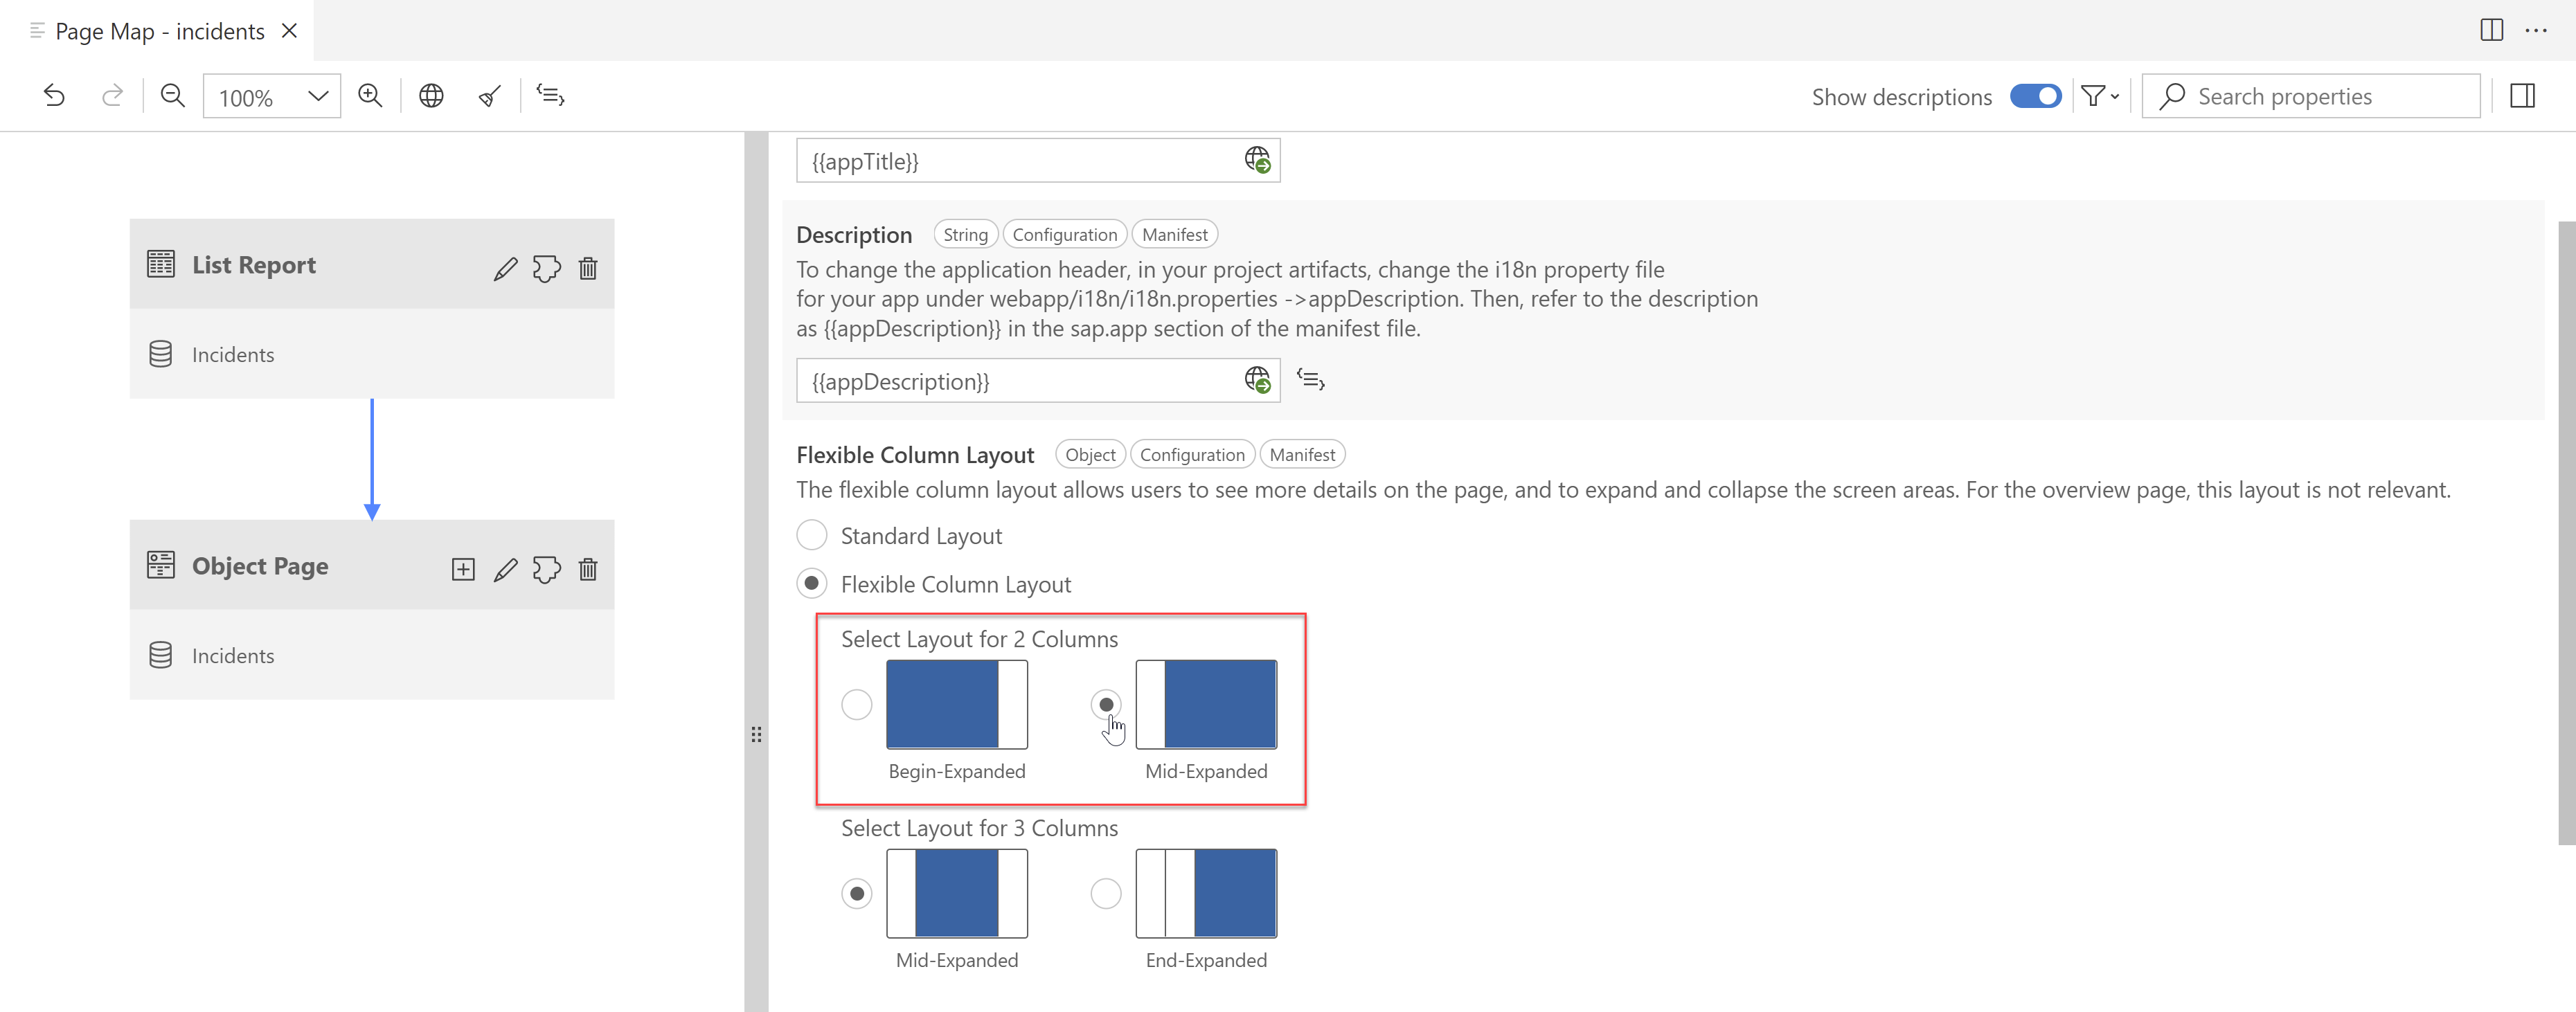 Page Map - incidents
100%
Show descriptions
Search properties
{{appTitle}}
List Report
Incidents
Object Page
Incidents
Description String Configuration Manifest
To change the application header, in your project artifacts, change the i18n property file
for your app under webapp/i18n/i18n.properties ->appDescription. Then, refer to the description
as {{appDescription}} in the sap.app section of the manifest file.
{{appDescription}}
Flexible Column Layout Object Configuration Manifest
The flexible column layout allows users to see more details on the page, and to expand and collapse the screen areas. For the overview page, this layout is not relevant.
Standard Layout
Flexible Column Layout
Select Layout for 2 Columns
Begin-Expanded Mid-Expanded
Select Layout for 3 Columns
Mid-Expanded End-Expanded